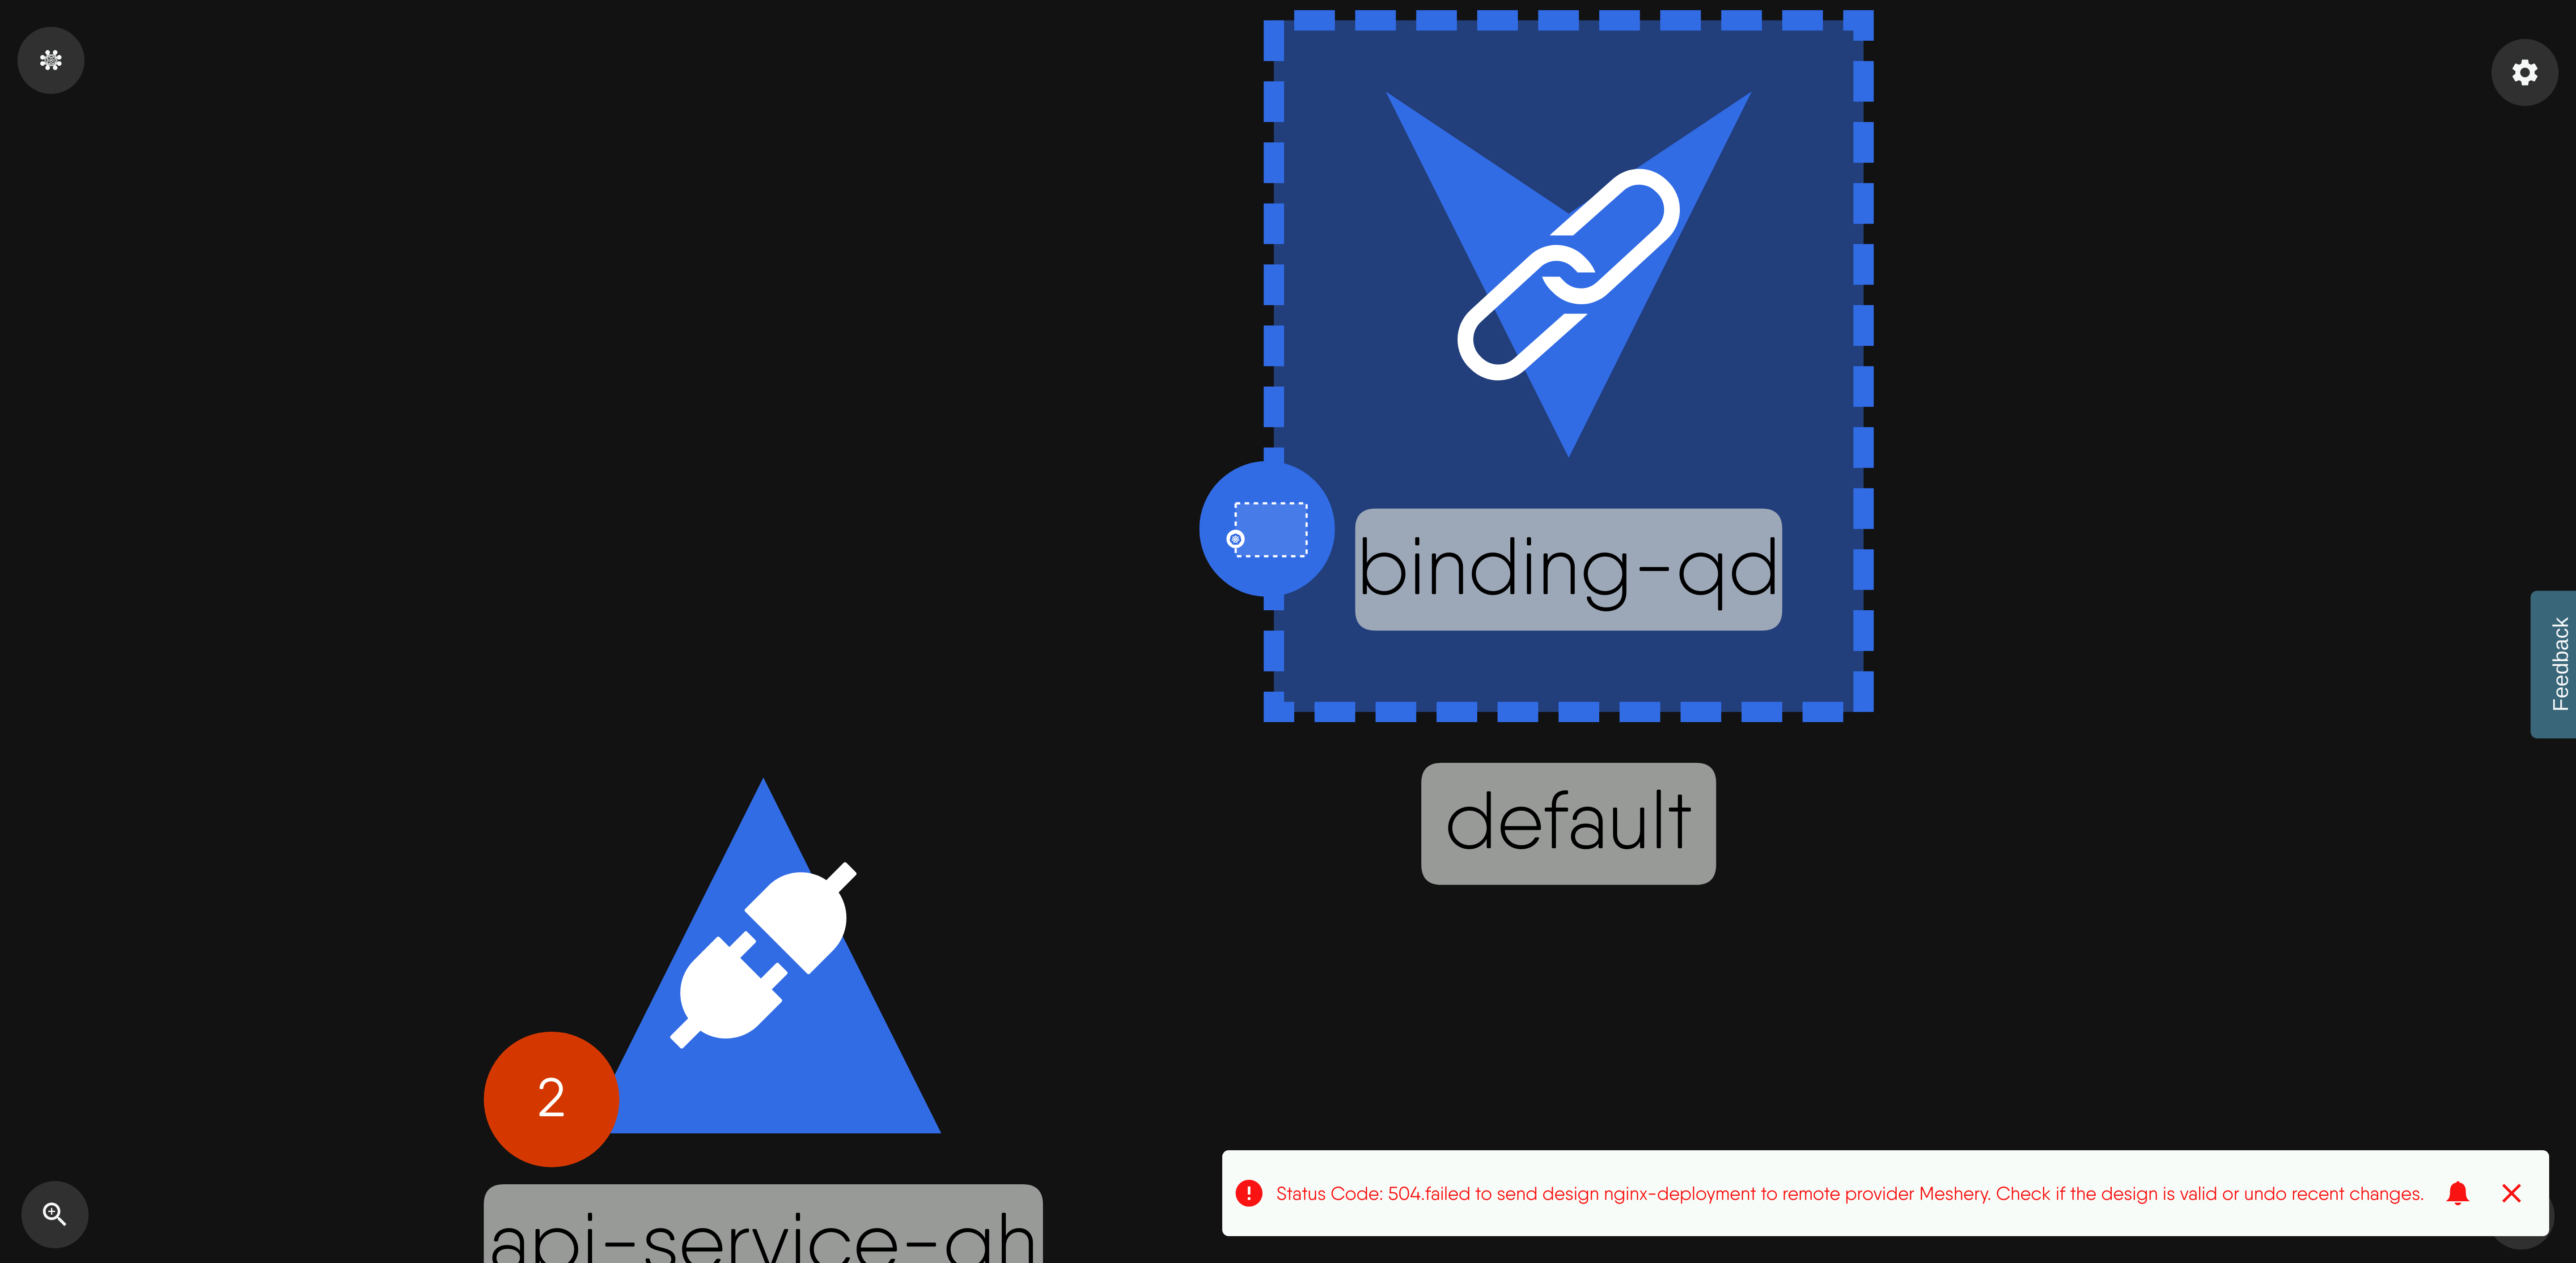 binding-qd
default
Feedback
2
Status Code: 504.failed to send design nginx-deployment to remote provider Meshery. Check if the design is valid or undo recent changes.
api-service-qh